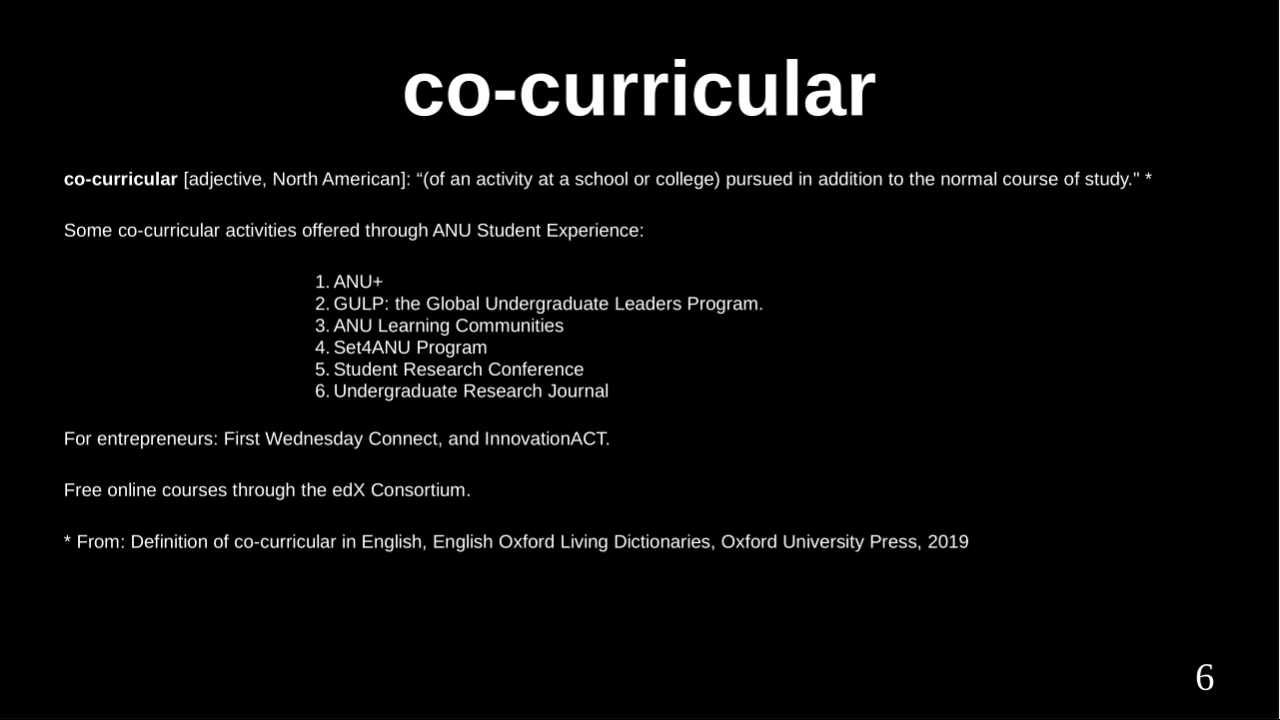 co-curricular
co-curricular [adjective, North American]: “(of an activity at a school or college) pursued in addition to the normal course of study." *
Some co-curricular activities offered through ANU Student Experience:
1. ANU+
2. GULP: the Global Undergraduate Leaders Program.
3. ANU Learning Communities
4. Set4ANU Program
5. Student Research Conference
6. Undergraduate Research Journal
For entrepreneurs: First Wednesday Connect, and InnovationACT.
Free online courses through the edX Consortium.
* From: Definition of co-curricular in English, English Oxford Living Dictionaries, Oxford University Press, 2019
6